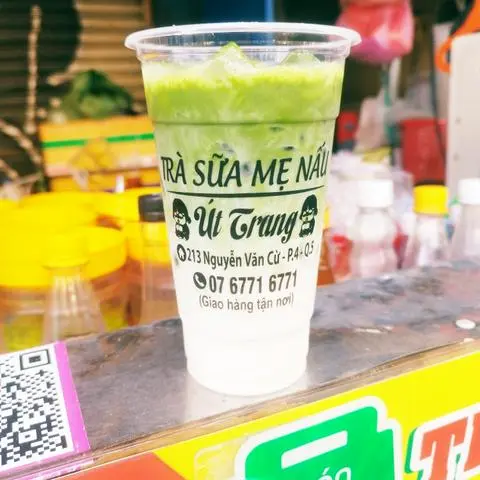 TRÀ SỮA MẸ NẤU
Út Trang
213 Nguyễn Văn Cừ - P.4 - Q.5
07 6771 6771
(Giao hàng tận nơi)